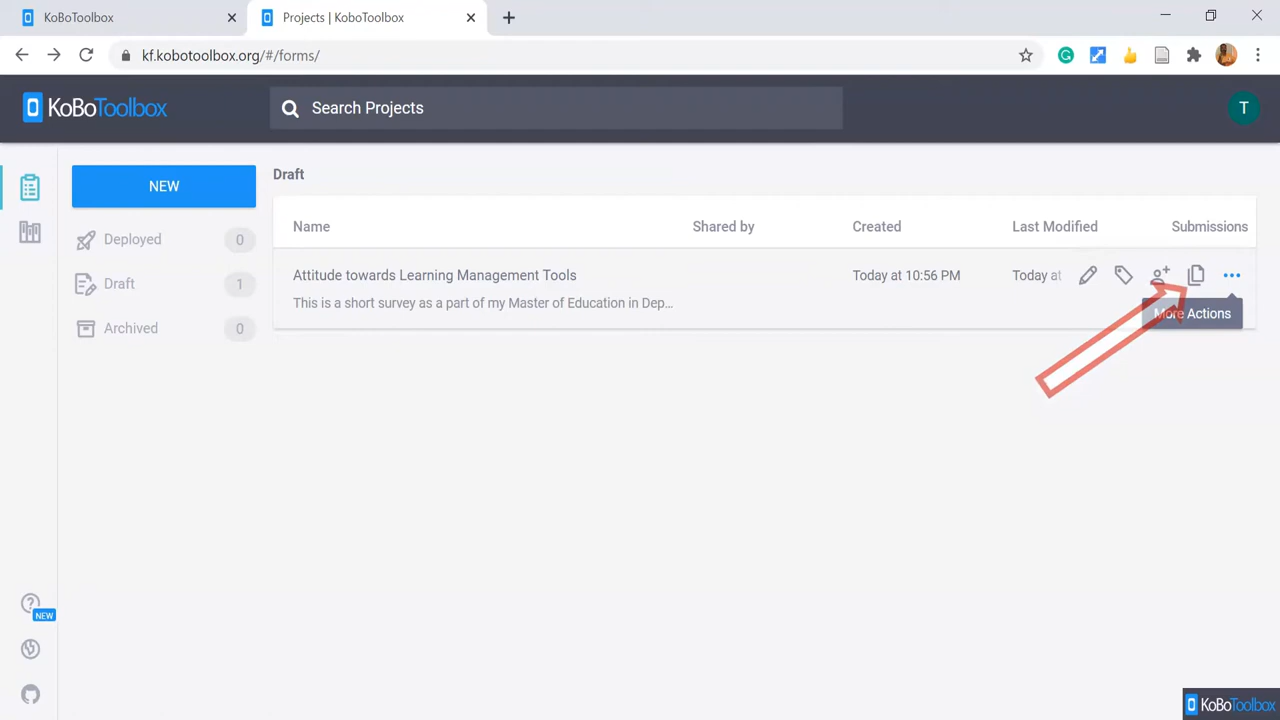 KoBoToolbox
Projects | KoboToolbox
kf.kobotoolbox.org/#/forms/
KoBoToolbox
Search Projects
T
NEW
Deployed 0
Draft 1
Archived 0
Draft
Name Shared by Created Last Modified Submissions
Attitude towards Learning Management Tools Today at 10:56 PM Today at
This is a short survey as a part of my Master of Education in Dep...
More Actions
NEW
KoBoToolbox